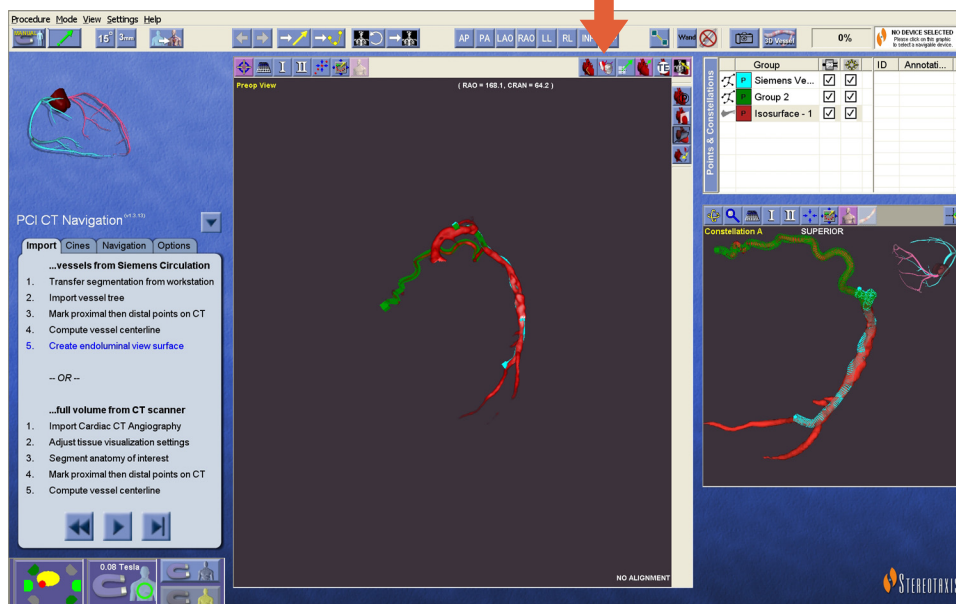 Procedure Mode View Settings Help
MANUAL 15° 3mm
AP PA LAO RAO LL RL
Wand
3D Vessel
0%
NO DEVICE SELECTED
Please click on this graphic
to select a navigable device.
Preop View
( RAO = 168.1, CRAN = 64.2 )
Points & Constellations
Group ID Annotati...
P Siemens Ve...
P Group 2
P Isosurface - 1
PCI CT Navigation (v1.3.13)
Import Cines Navigation Options
...vessels from Siemens Circulation
1. Transfer segmentation from workstation
2. Import vessel tree
3. Mark proximal then distal points on CT
4. Compute vessel centerline
5. Create endoluminal view surface
-- OR --
...full volume from CT scanner
1. Import Cardiac CT Angiography
2. Adjust tissue visualization settings
3. Segment anatomy of interest
4. Mark proximal then distal points on CT
5. Compute vessel centerline
Constellation A
SUPERIOR
0.08 Tesla
NO ALIGNMENT
STEREOTAXIS